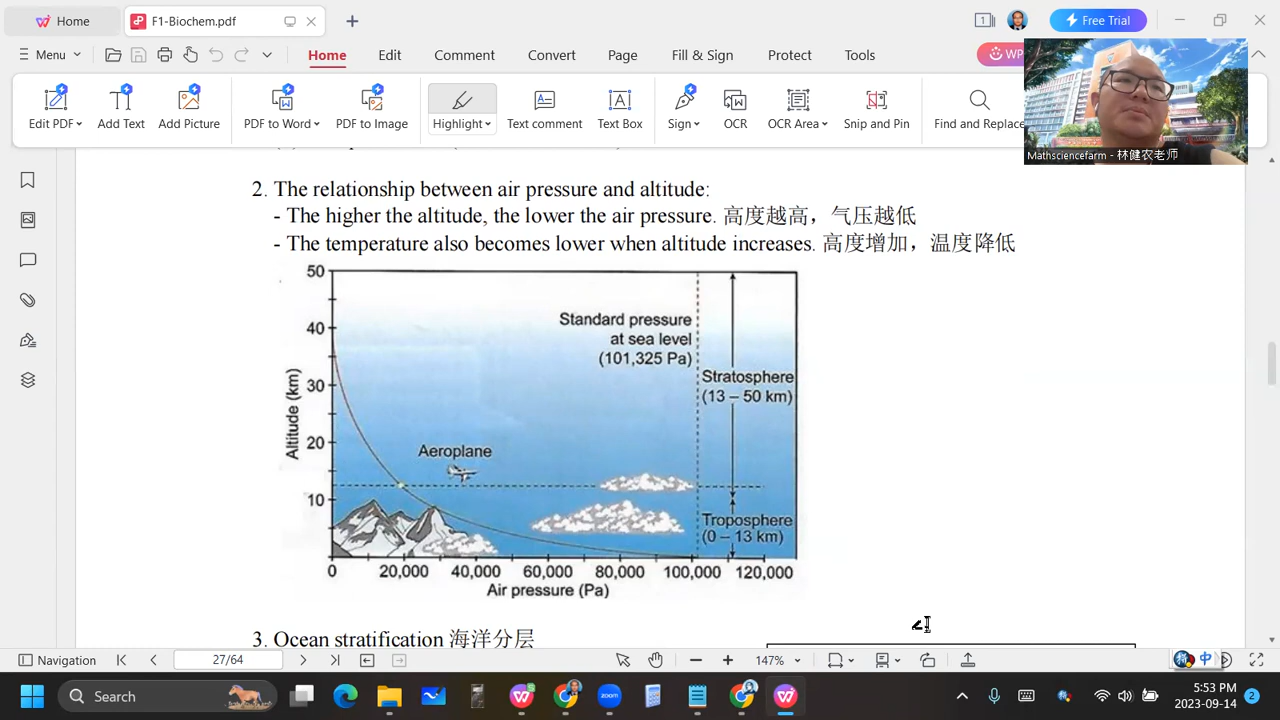 Home
F1-Biochem.pdf
1
Free Trial
Menu
Home
Edit
Comment
Convert
Page
Fill & Sign
Protect
Tools
WP
Edit PDF
Add Text
Add Picture
PDF to Word
PDF to Image
Highlight
Text comment
Text Box
Sign
OCR
OCR Area
Snip and Pin
Find and Replace
Mathsciencefarm - 林健农老师
2. The relationship between air pressure and altitude:
- The higher the altitude, the lower the air pressure. 高度越高，气压越低
- The temperature also becomes lower when altitude increases. 高度增加，温度降低
50
40
30
20
10
Altitude (km)
Standard pressure
at sea level
(101,325 Pa)
Stratosphere
(13 – 50 km)
Aeroplane
Troposphere
(0 – 13 km)
0 20,000 40,000 60,000 80,000 100,000 120,000
Air pressure (Pa)
3. Ocean stratification 海洋分层
Navigation
27/64
147%
中
Search
zoom
5:53 PM
2023-09-14
2